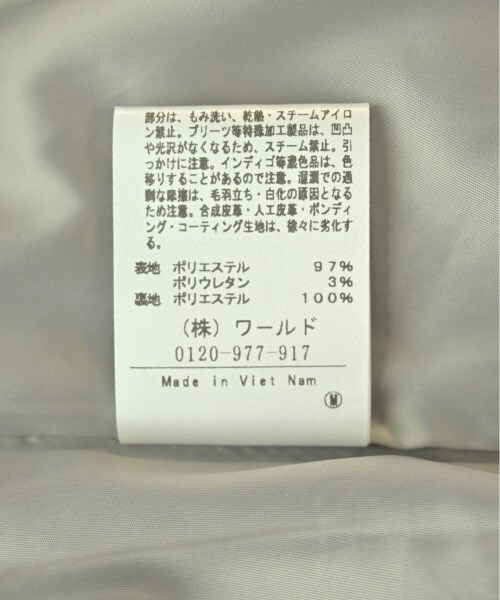 部分は、もみ洗い、乾熱・スチームアイロ
ン禁止。プリーツ等特殊加工製品は、凹凸
や光沢がなくなるため、スチーム禁止。引
っかけに注意。インディゴ等濃色品は、色
移りすることがあるので注意。湿潤での過
剰な摩擦は、毛羽立ち・白化の原因となる
ため注意。合成皮革・人工皮革・ボンディ
ング・コーティング生地は、徐々に劣化す
る。
表地 ポリエステル 97%
ポリウレタン 3%
裏地 ポリエステル 100%
(株)ワールド
0120-977-917
Made in Viet Nam
Ⓜ